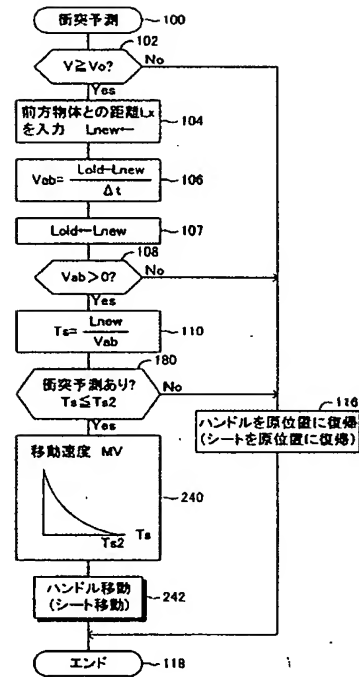 衝突予測
100
102
V≧Vo?
No
Yes
前方物体との距離Lx
を入力 Lnew←
104
Vab=
Lold-Lnew
Δt
106
Lold←Lnew
107
108
Vab>0?
No
Yes
Ts=
Lnew
Vab
110
180
衝突予測あり?
Ts≦Ts2
No
Yes
116
ハンドルを原位置に復帰
(シートを原位置に復帰)
移動速度 MV
Ts2
Ts
240
ハンドル移動
(シート移動)
242
エンド
118